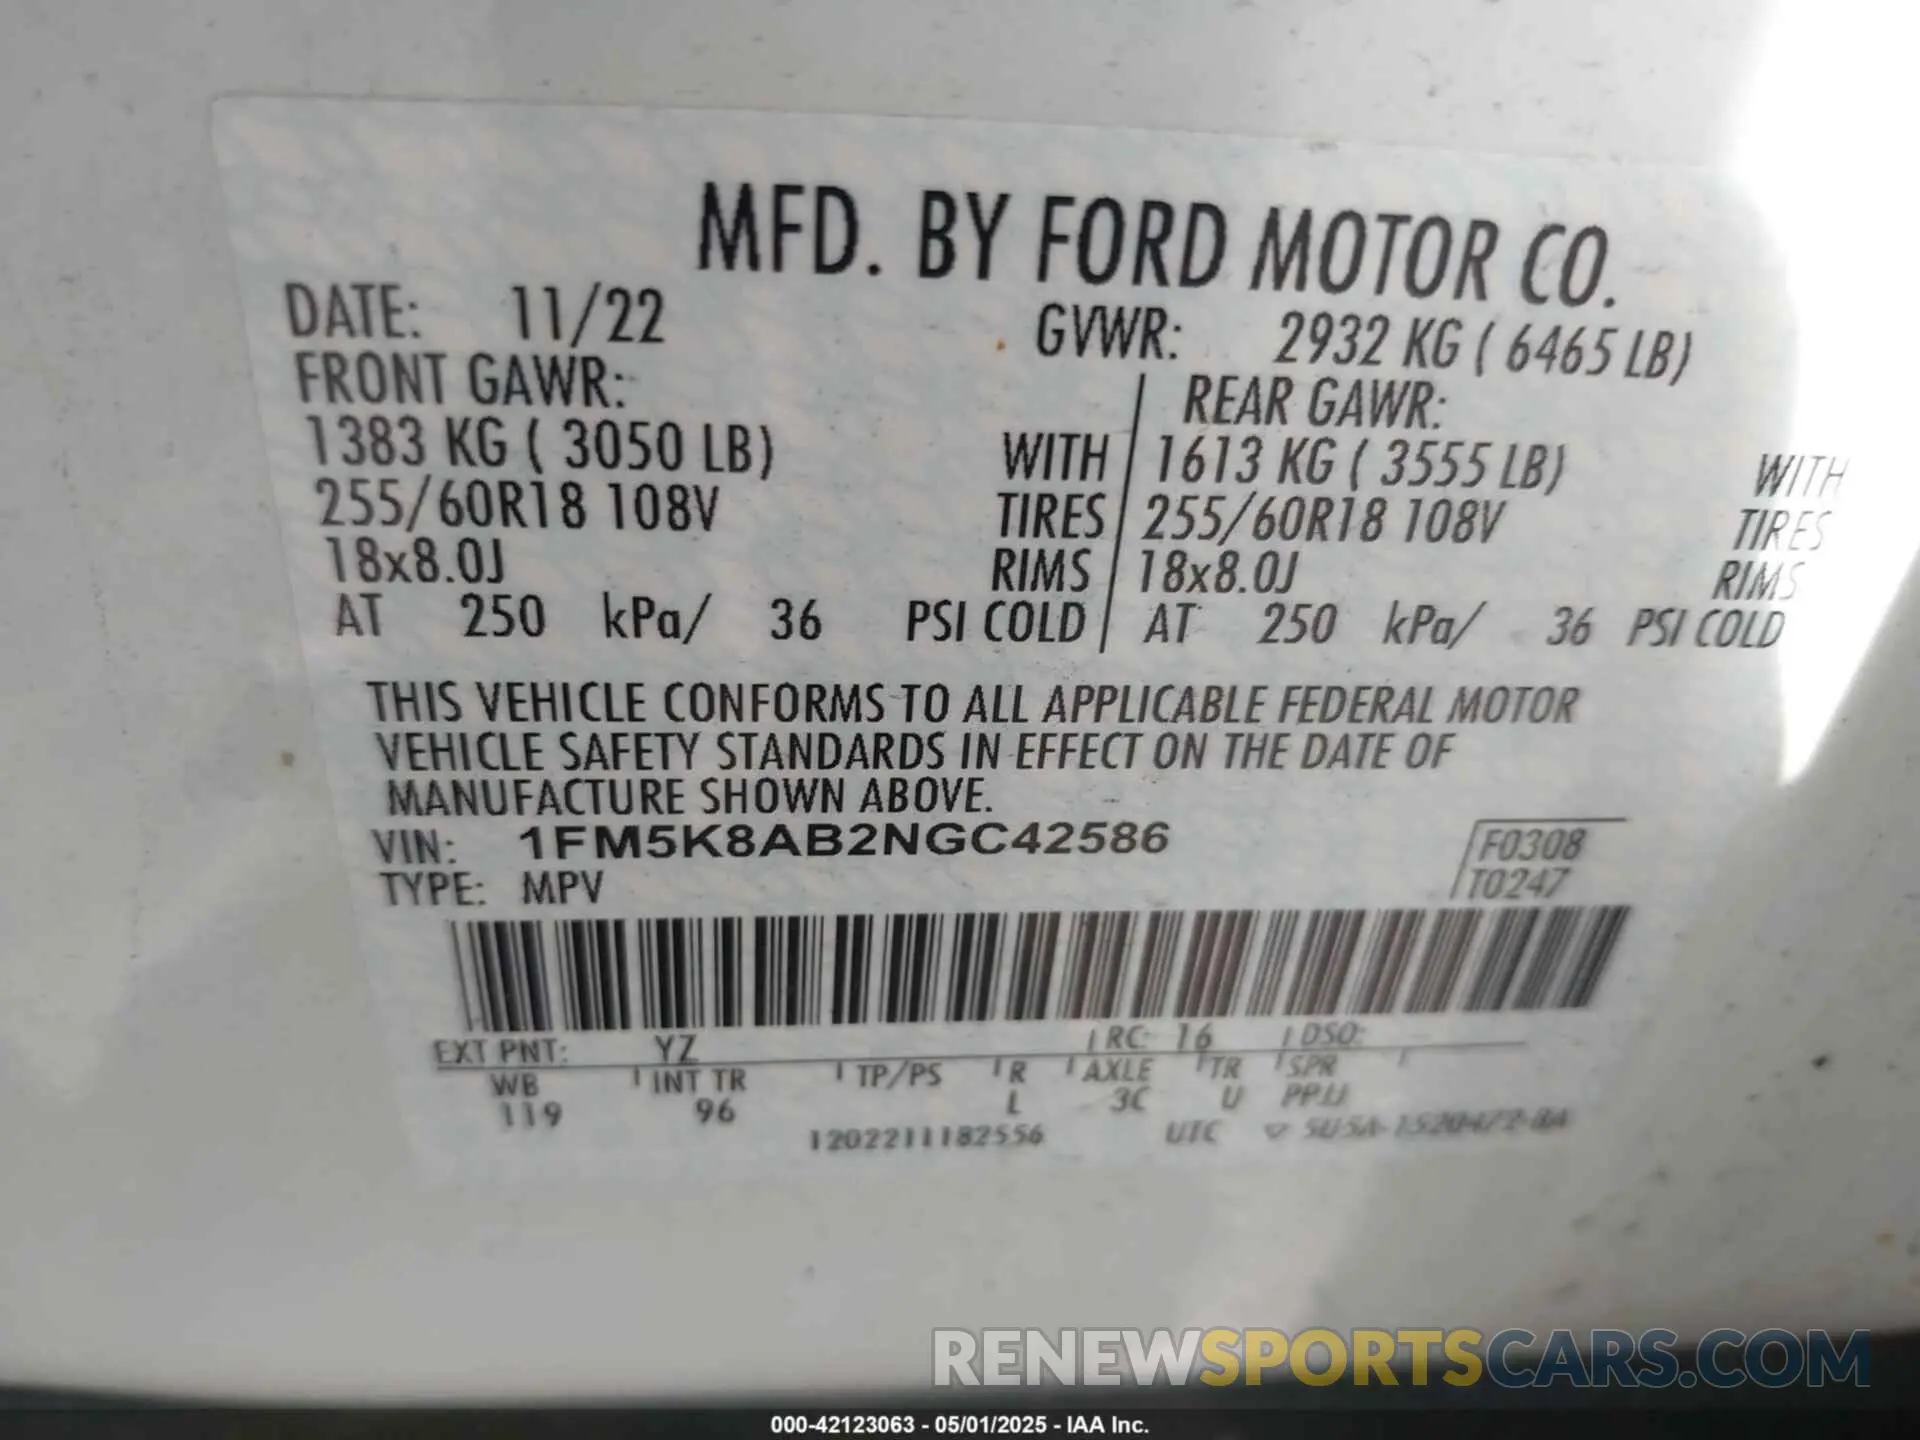 MFD. BY FORD MOTOR CO.
DATE: 11/22 GVWR: 2932 KG ( 6465 LB)
FRONT GAWR: REAR GAWR:
1383 KG ( 3050 LB) WITH 1613 KG ( 3555 LB) WITH
255/60R18 108V TIRES 255/60R18 108V TIRES
18x8.0J RIMS 18x8.0J RIMS
AT 250 kPa/ 36 PSI COLD AT 250 kPa/ 36 PSI COLD
THIS VEHICLE CONFORMS TO ALL APPLICABLE FEDERAL MOTOR
VEHICLE SAFETY STANDARDS IN EFFECT ON THE DATE OF
MANUFACTURE SHOWN ABOVE.
VIN: 1FM5K8AB2NGC42586 F0308
TYPE: MPV T0247
EXT PNT: YZ RC: 16 DSO:
WB INT TR TP/PS R AXLE TR SPR
119 96 L 3C U PPJJ
1202211182556 UTC
RENEWSPORTSCARS.COM
000-42123063 - 05/01/2025 - IAA Inc.